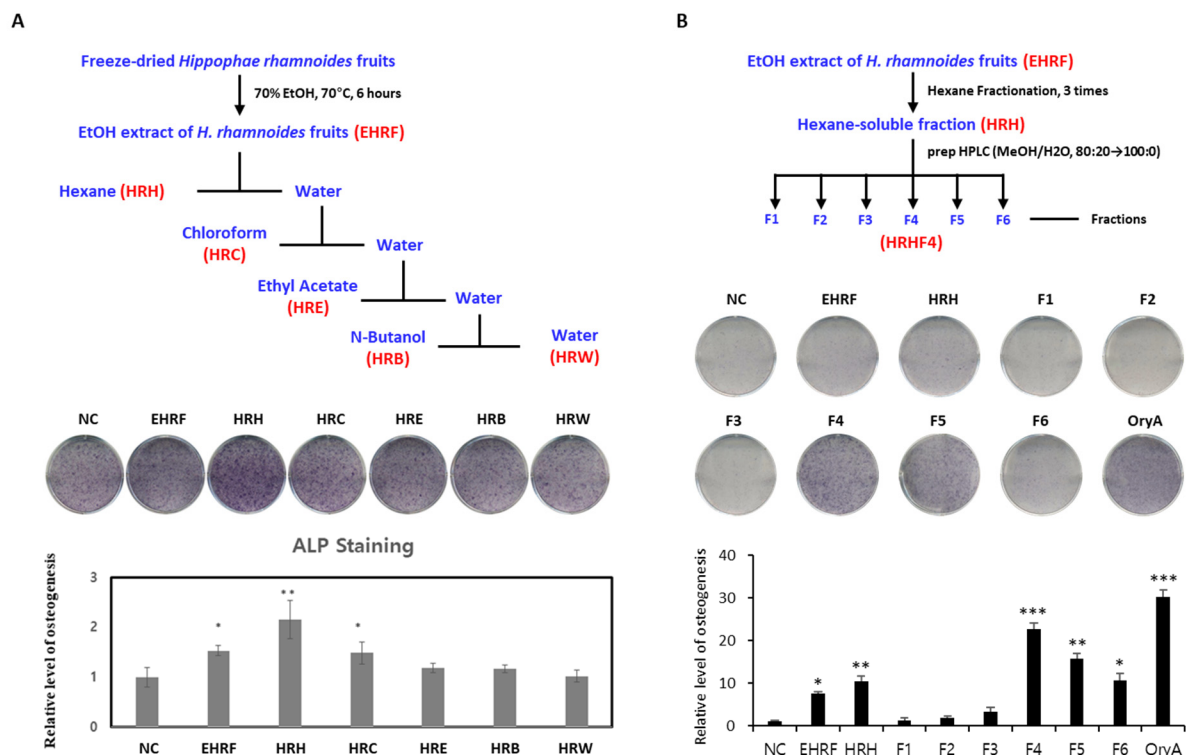 A
Freeze-dried Hippophae rhamnoides fruits
70% EtOH, 70°C, 6 hours
EtOH extract of H. rhamnoides fruits (EHRF)
Hexane (HRH)
Water
Chloroform
(HRC)
Water
Ethyl Acetate
(HRE)
Water
N-Butanol
(HRB)
Water
(HRW)
NC EHRF HRH HRC HRE HRB HRW
ALP Staining
Relative level of osteogenesis
3
2
1
0
* ** *
NC EHRF HRH HRC HRE HRB HRW
B
EtOH extract of H. rhamnoides fruits (EHRF)
Hexane Fractionation, 3 times
Hexane-soluble fraction (HRH)
prep HPLC (MeOH/H2O, 80:20→100:0)
F1 F2 F3 F4 F5 F6 Fractions
(HRHF4)
NC EHRF HRH F1 F2
F3 F4 F5 F6 OryA
Relative level of osteogenesis
40
30
20
10
0
* ** *** ** * ***
NC EHRF HRH F1 F2 F3 F4 F5 F6 OryA